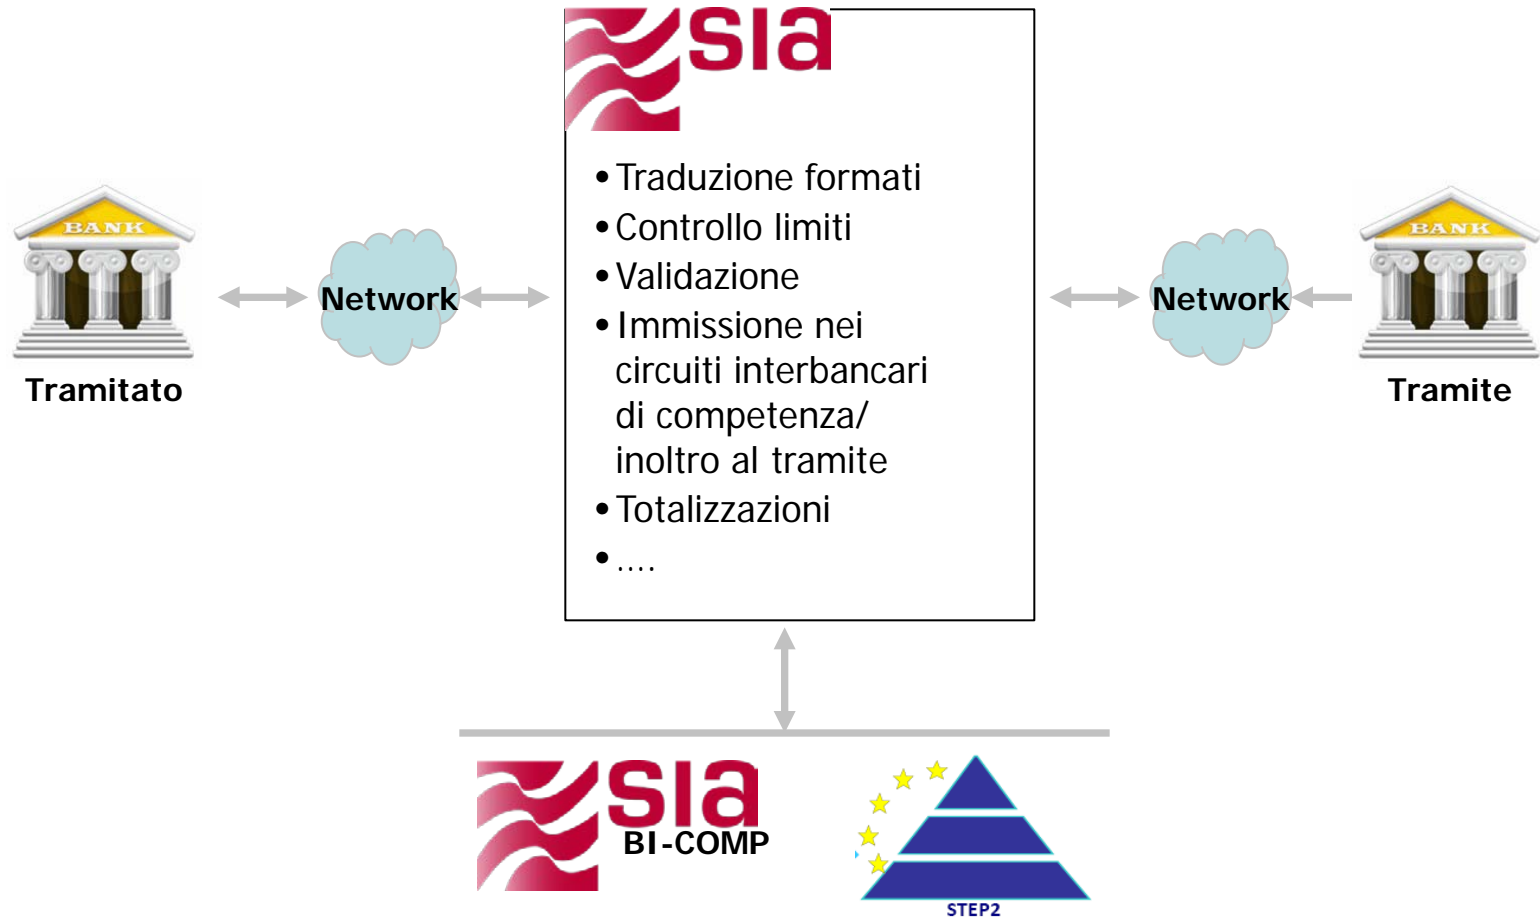 sia
• Traduzione formati
• Controllo limiti
• Validazione
• Immissione nei
circuiti interbancari
di competenza/
inoltro al tramite
• Totalizzazioni
• ....
BANK
Network
Tramitato
Network
BANK
Tramite
sia
BI-COMP
STEP2